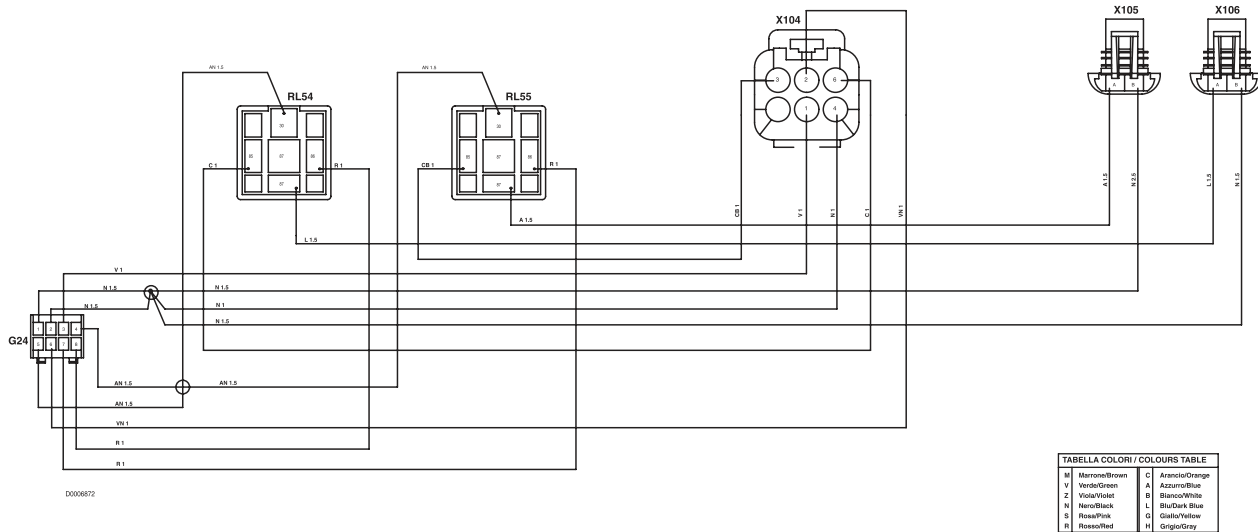 X104
X105
X106
AN 1.5
AN 1.5
RL54
RL55
30
85
87
86
87
30
85
87
86
87
3
2
6
1
4
A
B
A
B
C 1
R 1
CB 1
R 1
A 1.5
N 2.5
L 1.5
N 1.5
CB 1
V 1
N 1
C 1
VN 1
A 1.5
L 1.5
V 1
N 1.5
N 1.5
N 1.5
N 1
N 1.5
G24
1
2
3
4
5
6
7
8
AN 1.5
AN 1.5
AN 1.5
VN 1
R 1
R 1
D0006872
TABELLA COLORI / COLOURS TABLE
M Marrone/Brown C Arancio/Orange
V Verde/Green A Azzurro/Blue
Z Viola/Violet B Bianco/White
N Nero/Black L Blu/Dark Blue
S Rosa/Pink G Giallo/Yellow
R Rosso/Red H Grigio/Gray